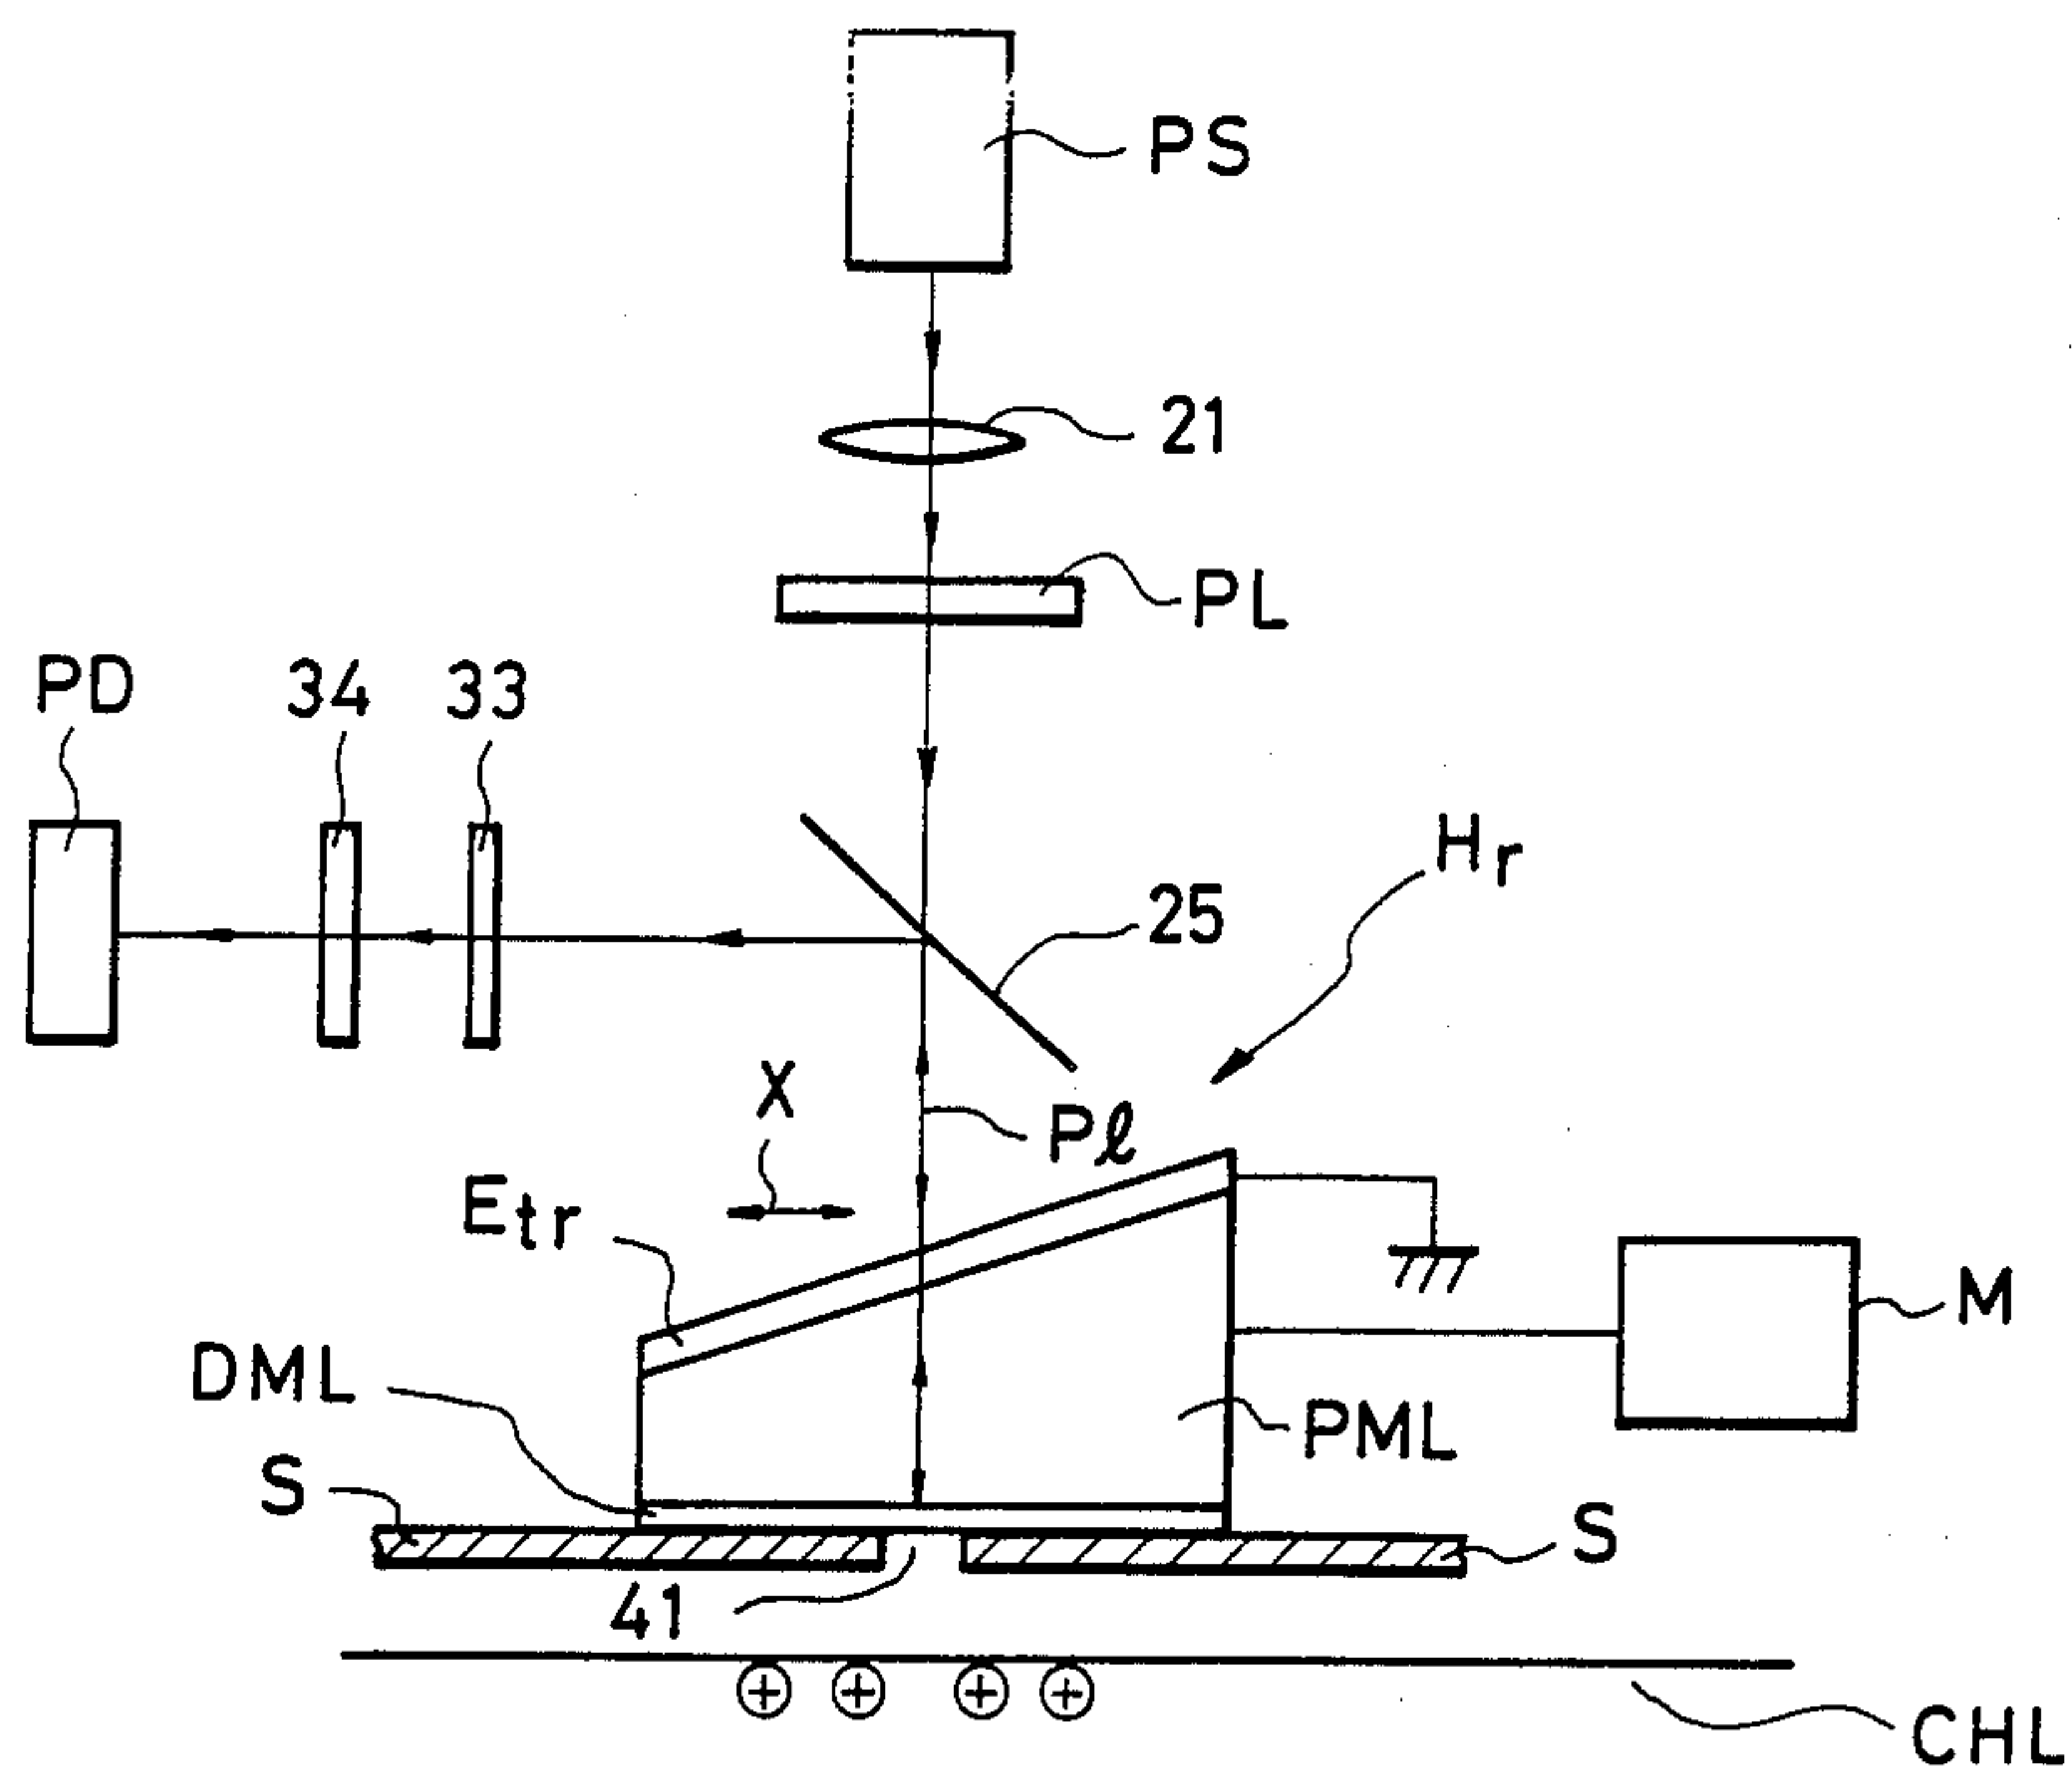 PS
21
PL
PD
34
33
Hr
25
X
Pℓ
Etr
M
DML
PML
S
S
41
+ + + +
CHL